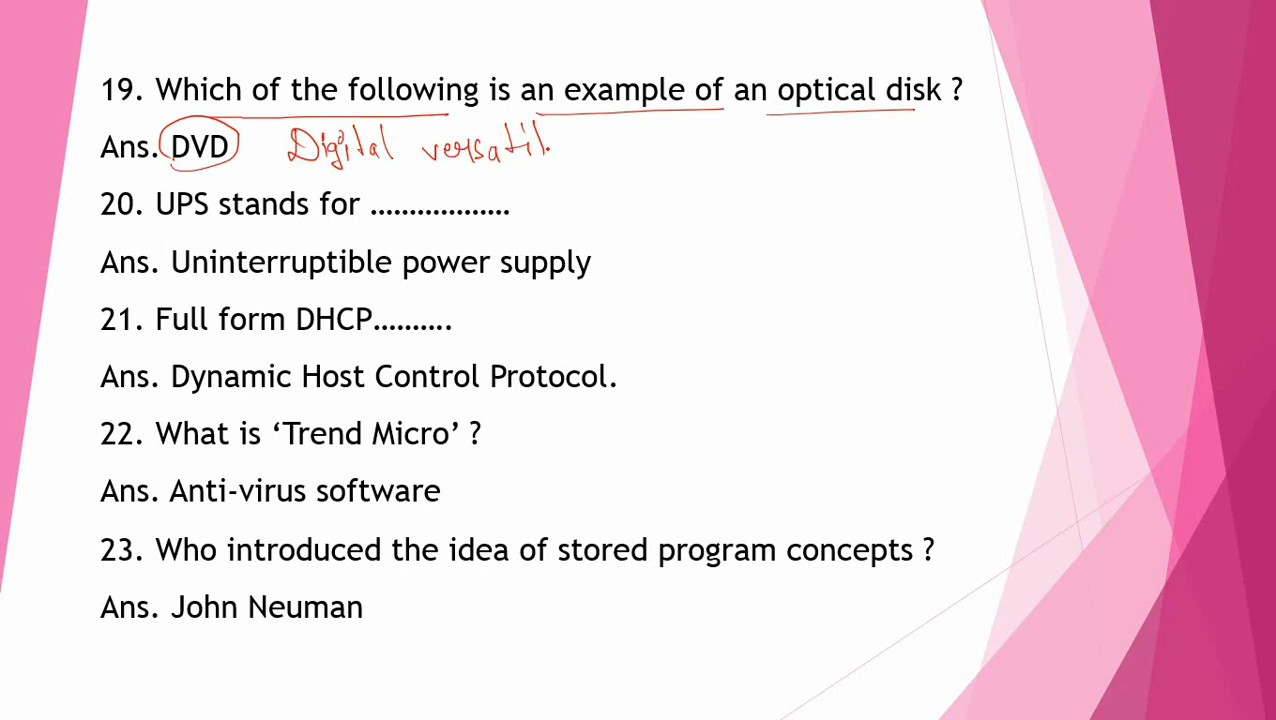 19. Which of the following is an example of an optical disk ?
Ans. DVD Digital versatil
20. UPS stands for ………………
Ans. Uninterruptible power supply
21. Full form DHCP……….
Ans. Dynamic Host Control Protocol.
22. What is ‘Trend Micro’ ?
Ans. Anti-virus software
23. Who introduced the idea of stored program concepts ?
Ans. John Neuman